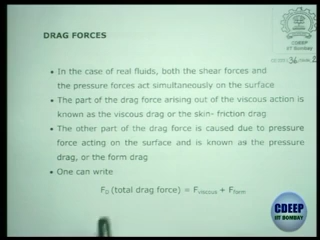 DRAG FORCES
CDEEP
IIT Bombay
• In the case of real fluids, both the shear forces and
the pressure forces act simultaneously on the surface
• The part of the drag force arising out of the viscous action is
known as the viscous drag or the skin- friction drag
• The other part of the drag force is caused due to pressure
force acting on the surface and is known as the pressure
drag, or the form drag
• One can write
F_D (total drag force) = F_viscous + F_form
CDEEP
IIT BOMBAY